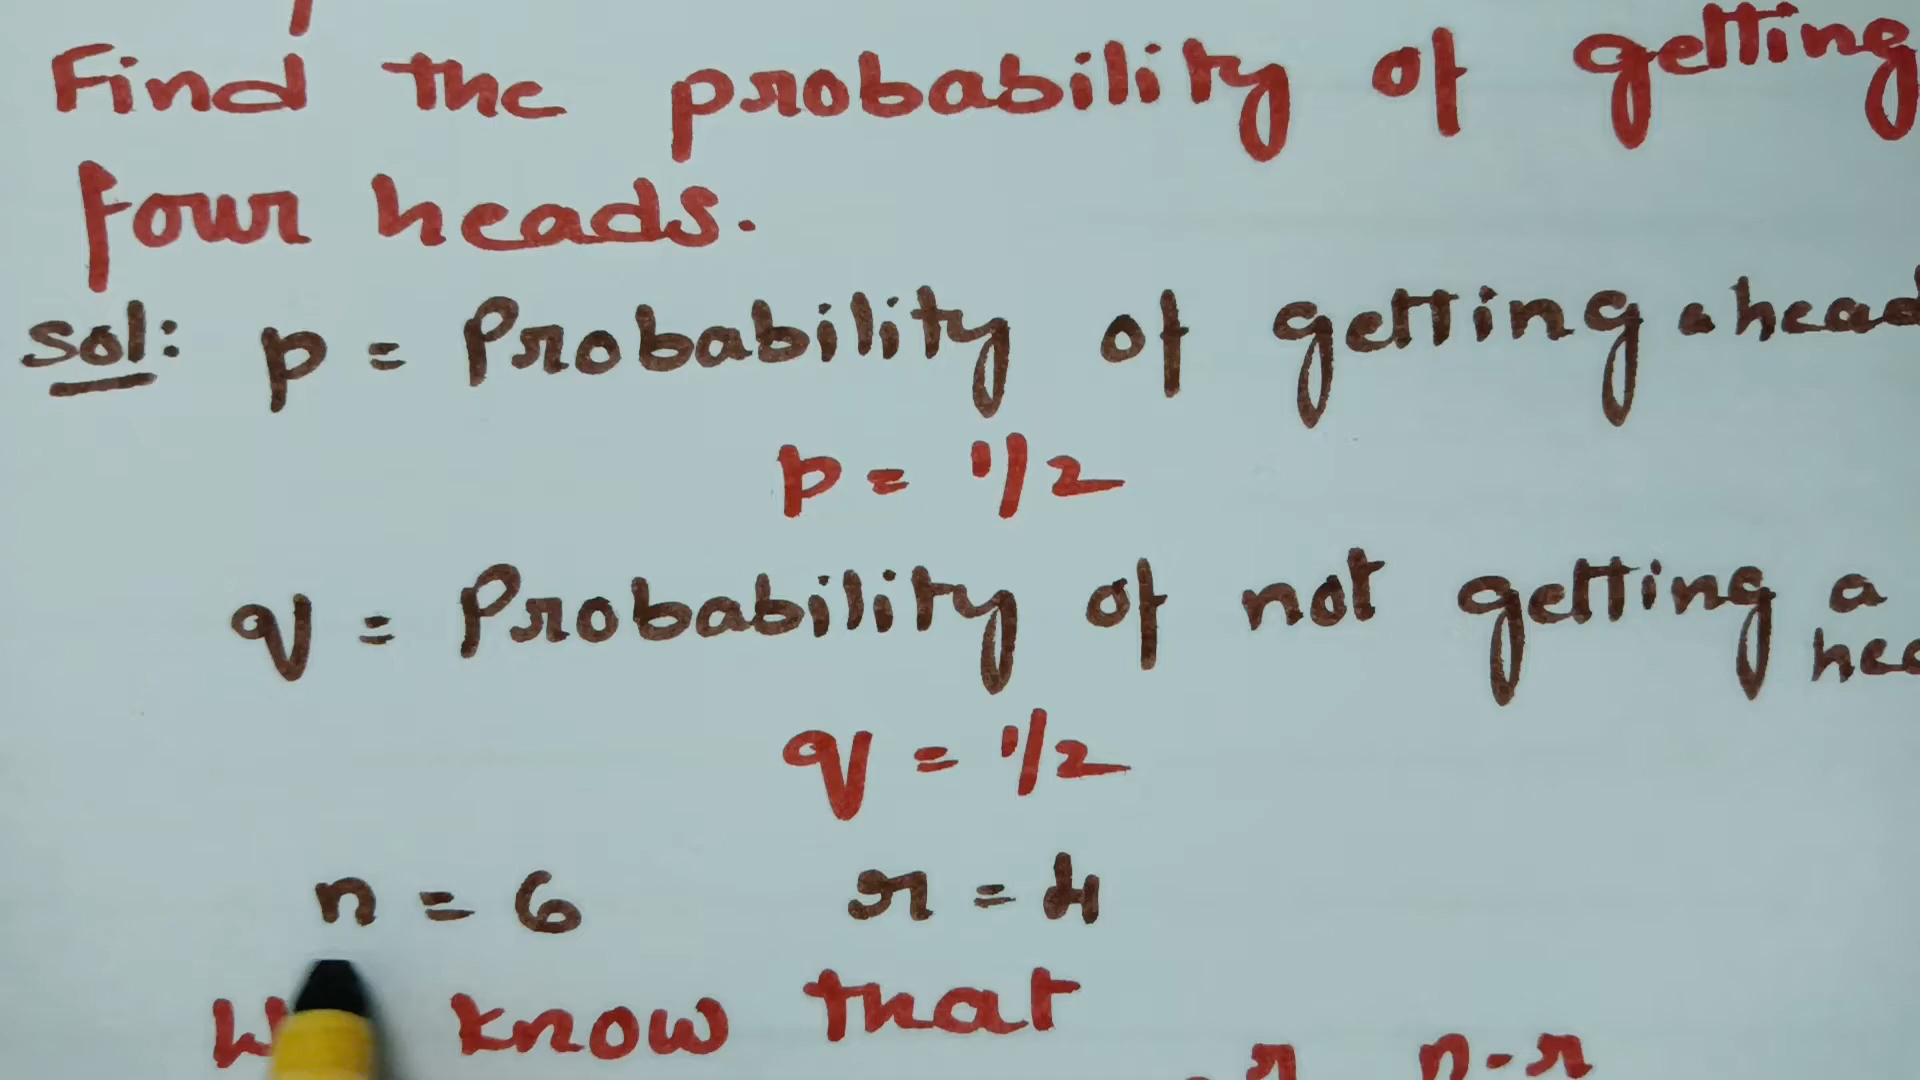 Find the probability of getting
four heads.
Sol: p = Probability of getting a head
p = 1/2
q = Probability of not getting a
q = 1/2
n = 6 r = 4
know that
r n-r